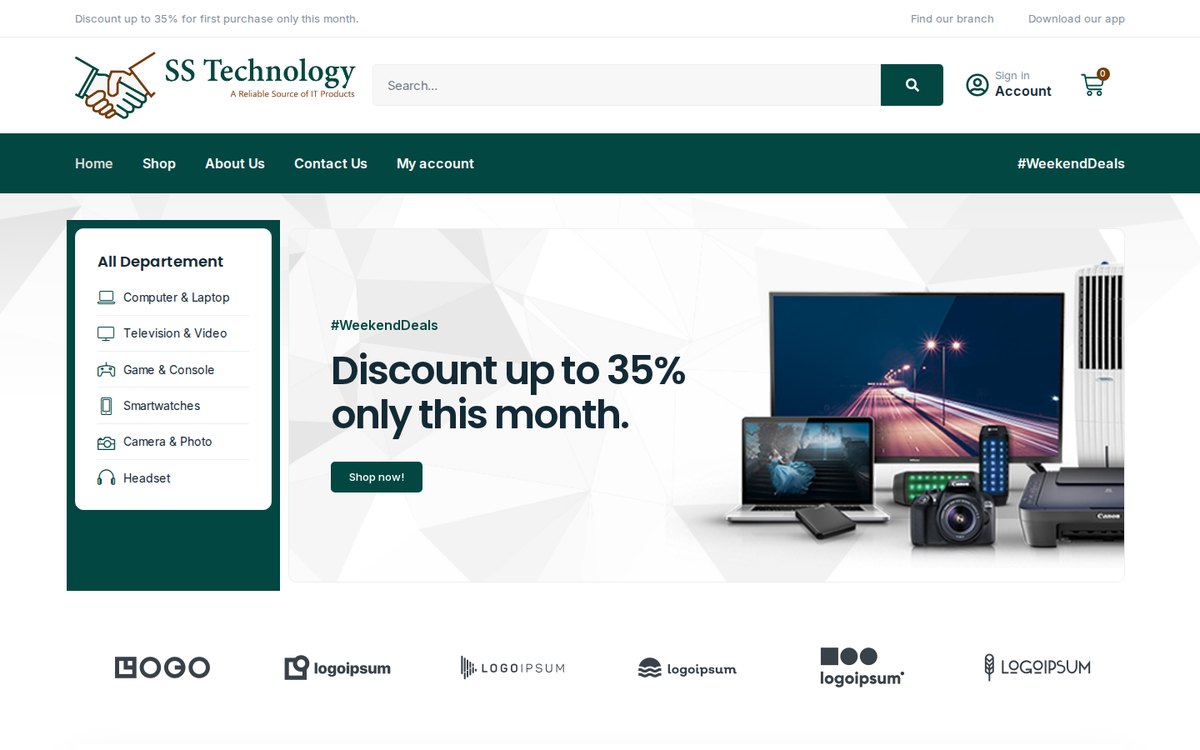 Discount up to 35% for first purchase only this month.
Find our branch
Download our app
SS Technology
A Reliable Source of IT Products
Search...
Sign in
Account
0
Home
Shop
About Us
Contact Us
My account
#WeekendDeals
All Departement
Computer & Laptop
Television & Video
Game & Console
Smartwatches
Camera & Photo
Headset
#WeekendDeals
Discount up to 35%
only this month.
Shop now!
Canon
Canon
LOGO
logoipsum
LOGOIPSUM
logoipsum
logoipsum
LOGOIPSUM